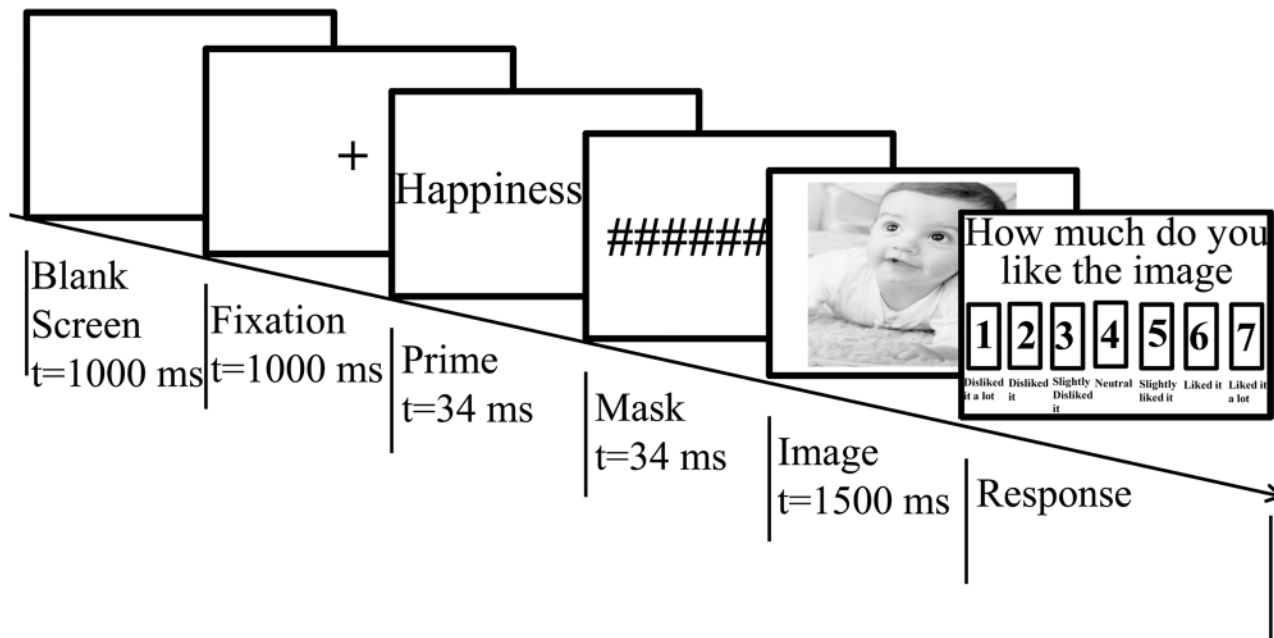 +
Happiness
#######
How much do you
like the image
1 2 3 4 5 6 7
Disliked it a lot
Disliked it
Slightly Disliked it
Neutral
Slightly liked it
Liked it
Liked it a lot
Blank
Screen
t=1000 ms
Fixation
t=1000 ms
Prime
t=34 ms
Mask
t=34 ms
Image
t=1500 ms
Response